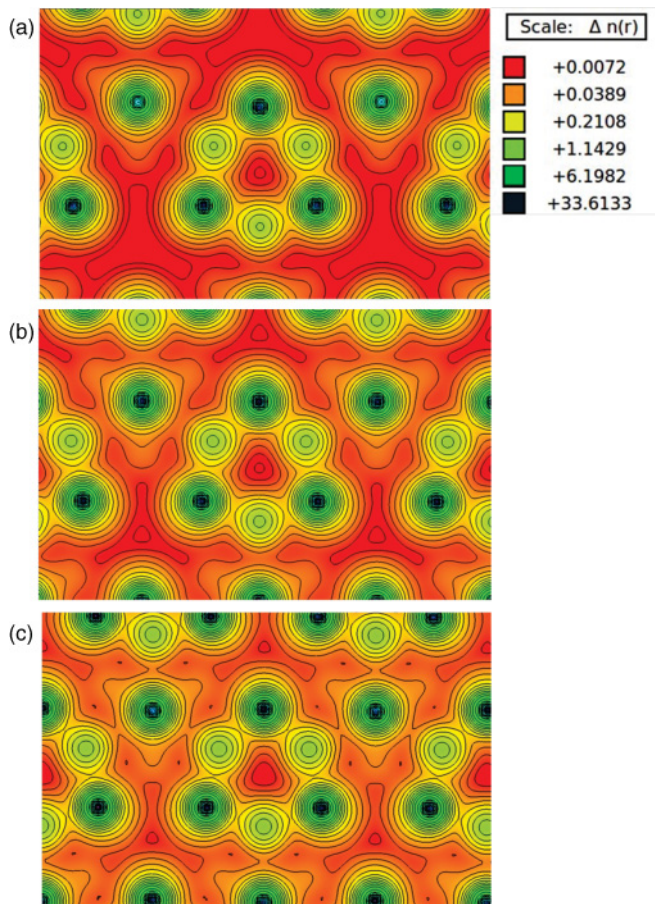 (a)
Scale: Δ n(r)
+0.0072
+0.0389
+0.2108
+1.1429
+6.1982
+33.6133
(b)
(c)